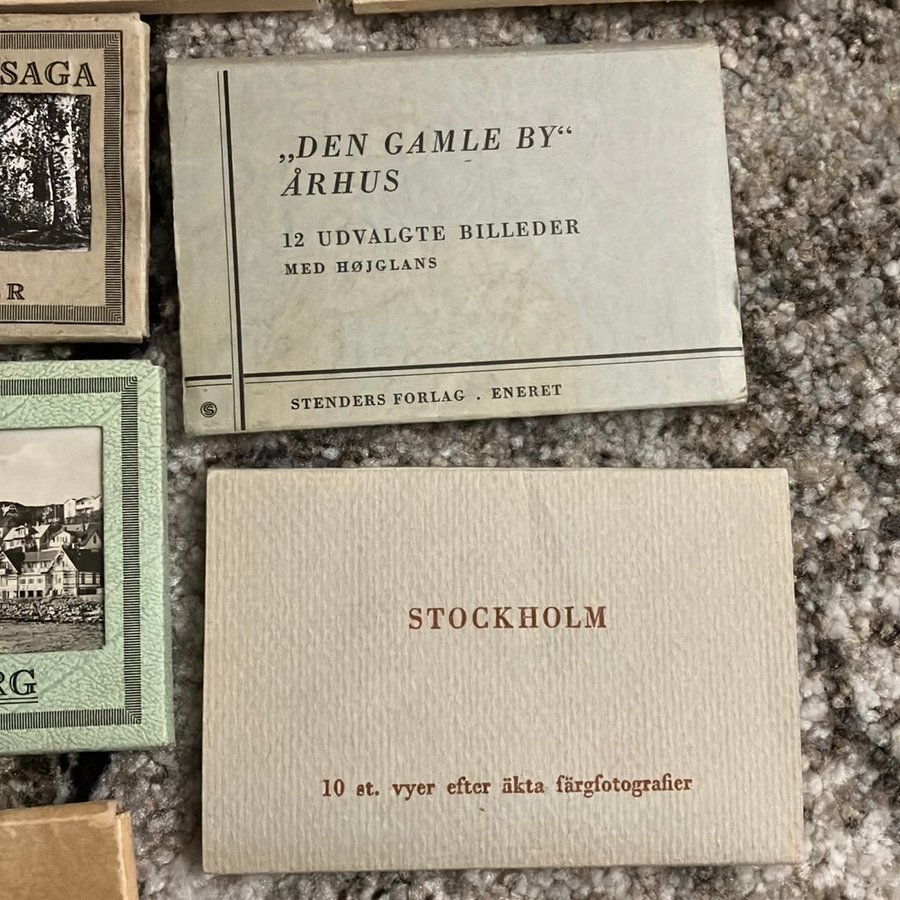 SAGA
R
„DEN GAMLE BY“
ÅRHUS
12 UDVALGTE BILLEDER
MED HØJGLANS
STENDERS FORLAG . ENERET
RG
STOCKHOLM
10 st. vyer efter äkta färgfotografier